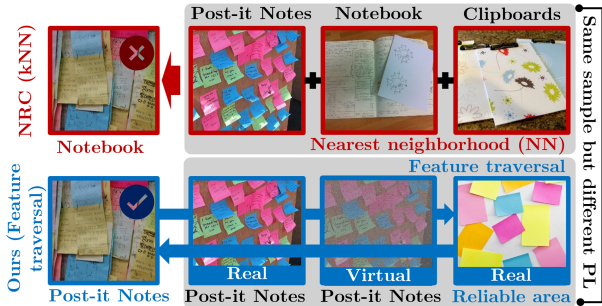 NRC (kNN)
Post-it Notes
Notebook
Clipboards
Notebook
Nearest neighborhood (NN)
Ours (Feature
traversal)
Feature traversal
Real
Virtual
Real
Post-it Notes
Post-it Notes
Post-it Notes
Reliable area
Same sample but different PL